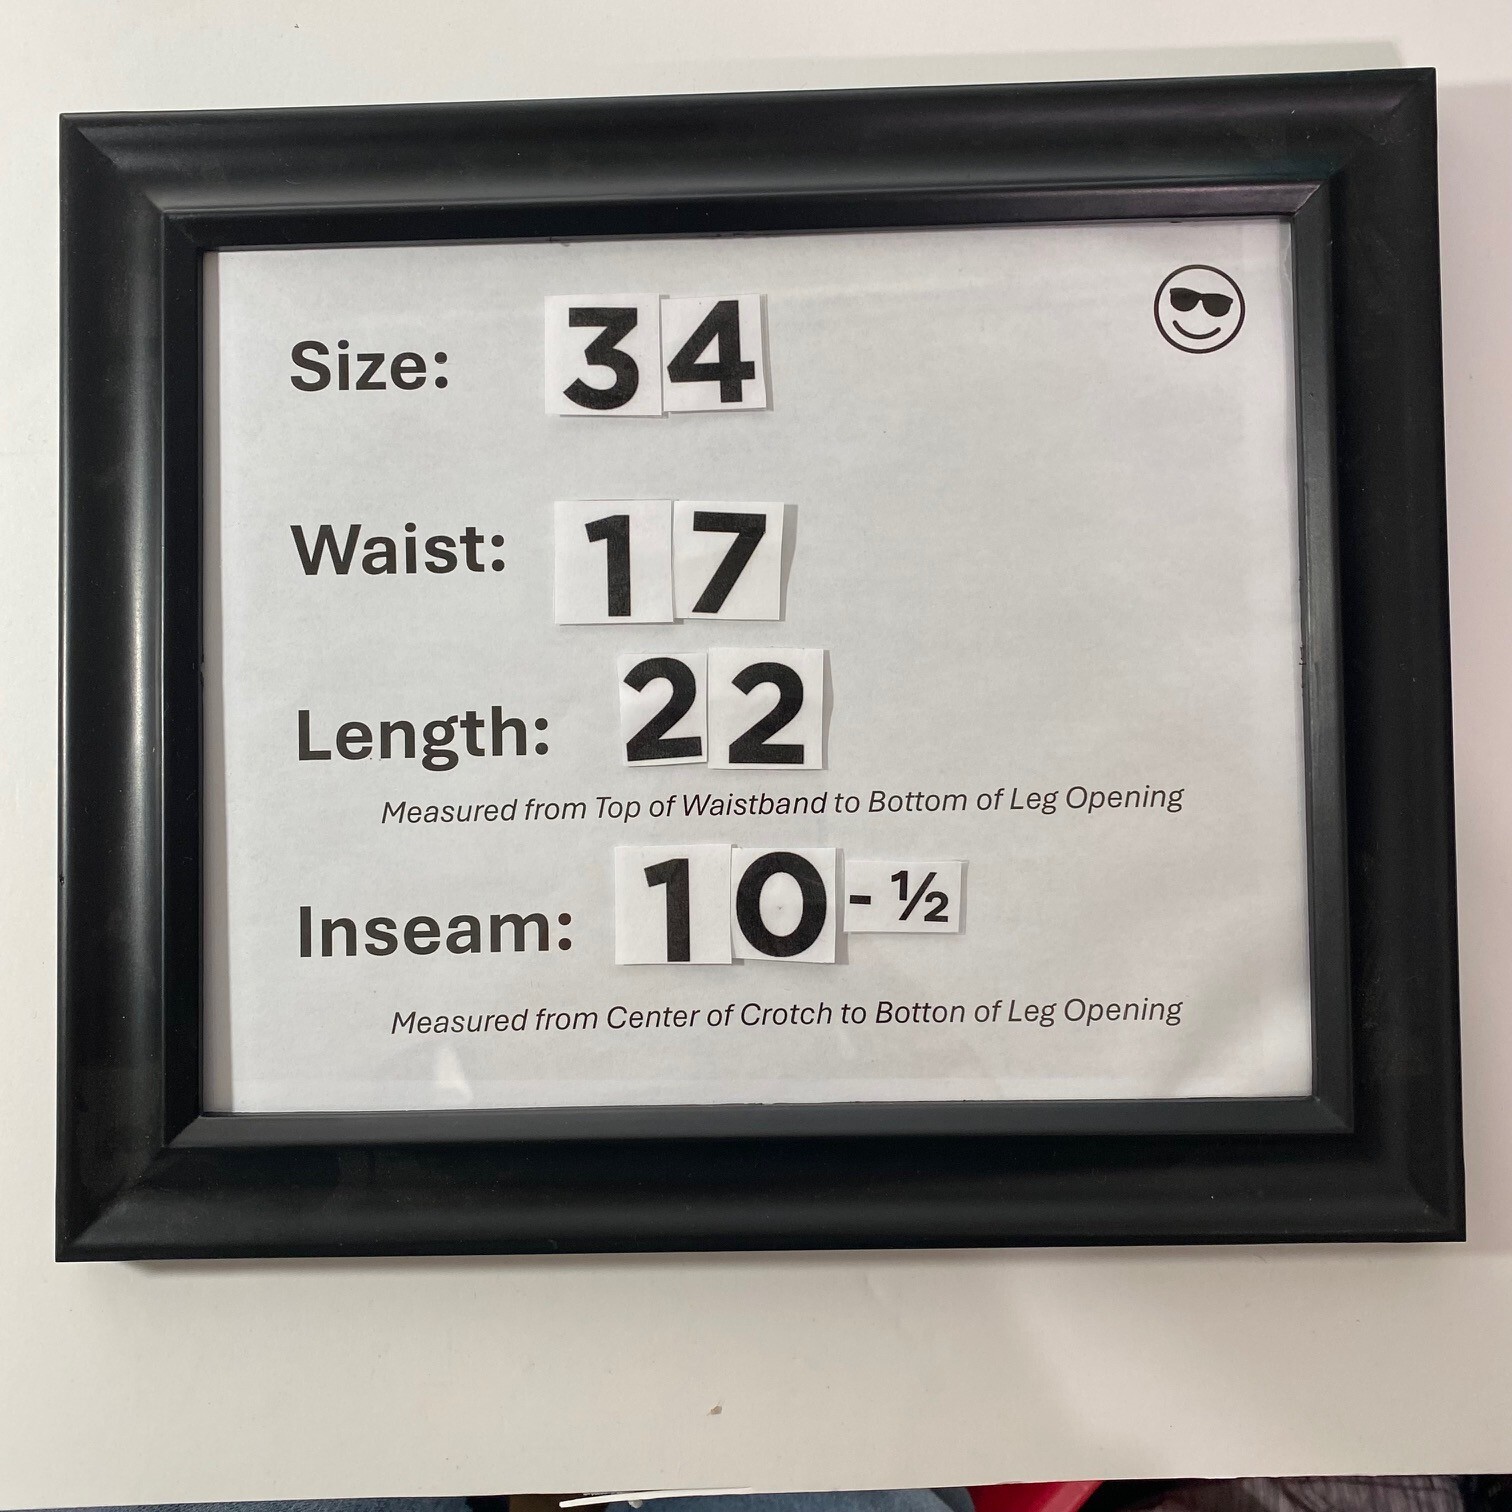 Size: 34
Waist: 17
Length: 22
Measured from Top of Waistband to Bottom of Leg Opening
Inseam: 10 - ½
Measured from Center of Crotch to Botton of Leg Opening